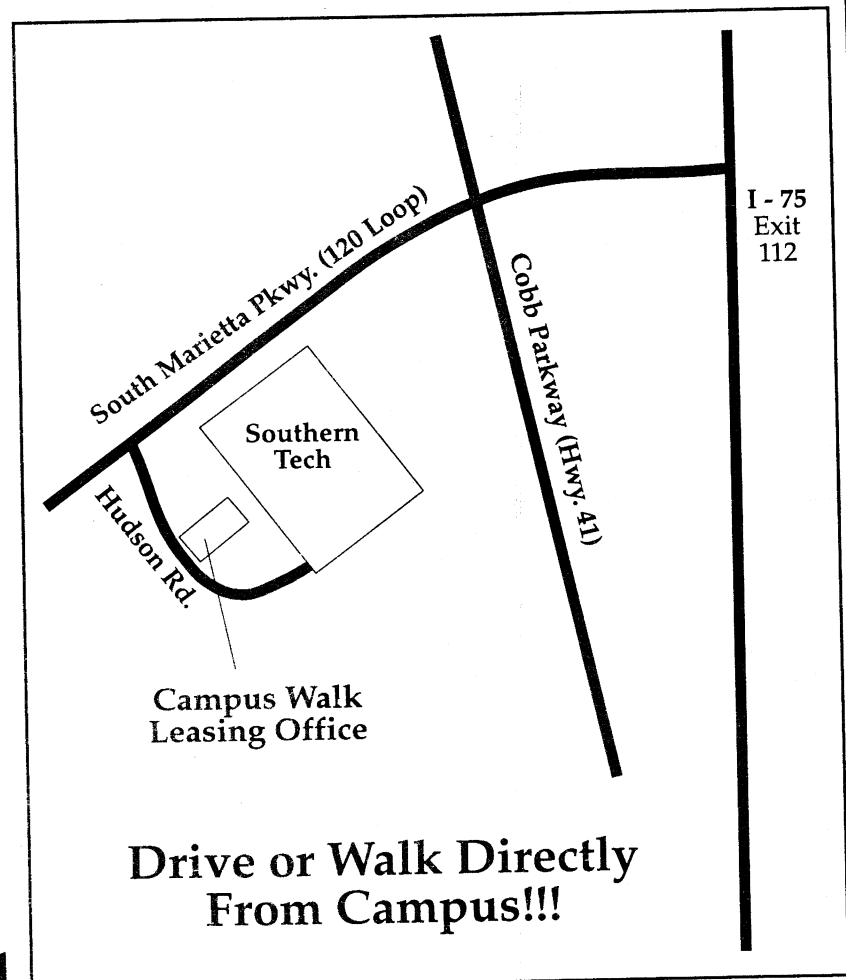 I - 75
Exit
112
South Marietta Pkwy. (120 Loop)
Cobb Parkway (Hwy. 41)
Southern
Tech
Hudson Rd.
Campus Walk
Leasing Office
Drive or Walk Directly
From Campus!!!